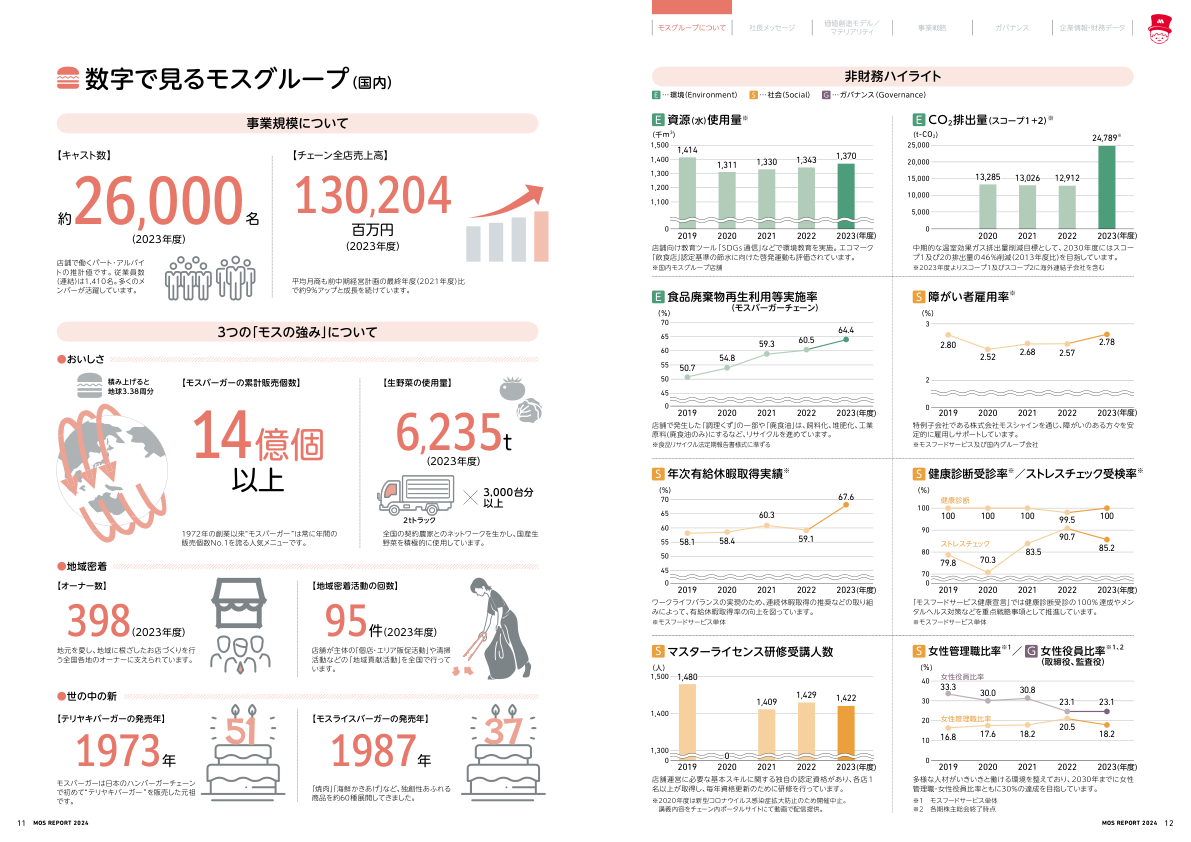 数字で見るモスグループ(国内)
事業規模について
【キャスト数】
約26,000名
(2023年度)
店舗で働くパート・アルバイ
トの推計値です。従業員数
(連結)は1,410名。多くのメ
ンバーが活躍しています。
【チェーン全店売上高】
130,204
百万円
(2023年度)
平均月商も前中期経営計画の最終年度(2021年度)比
で約9%アップと成長を続けています。
3つの「モスの強み」について
●おいしさ
積み上げると
地球3.38周分
【モスバーガーの累計販売個数】
14億個
以上
1972年の創業以来“モスバーガー”は常に年間の
販売個数No.1を誇る人気メニューです。
【生野菜の使用量】
6,235t
(2023年度)
2tトラック
×
3,000台分
以上
全国の契約農家とのネットワークを生かし、国産生
野菜を積極的に使用しています。
●地域密着
【オーナー数】
398(2023年度)
地元を愛し、地域に根ざしたお店づくりを行
う全国各地のオーナーに支えられています。
【地域密着活動の回数】
95件(2023年度)
店舗が主体の「個店・エリア販促活動」や清掃
活動などの「地域貢献活動」を全国で行って
います。
●世の中の新
【テリヤキバーガーの発売年】
1973年
51
モスバーガーは日本のハンバーガーチェーン
で初めて“テリヤキバーガー”を販売した元祖
です。
【モスライスバーガーの発売年】
1987年
37
「焼肉」「海鮮かきあげ」など、独創性あふれる
商品を約60種展開してきました。
11 MOS REPORT 2024
モスグループについて
社長メッセージ
価値創造モデル/
マテリアリティ
事業戦略
ガバナンス
企業情報・財務データ
非財務ハイライト
E…環境(Environment) S…社会(Social) G…ガバナンス(Governance)
E 資源(水)使用量※
(千m³)
1,500
1,400
1,300
1,200
1,100
0
1,414
1,311
1,330
1,343
1,370
2019 2020 2021 2022 2023(年度)
店舗向け教育ツール「SDGs通信」などで環境教育を実施。エコマーク
「飲食店」認定基準の節水に向けた啓発運動も評価されています。
※国内モスグループ店舗
E CO₂排出量(スコープ1+2)※
(t-CO₂)
25,000
20,000
15,000
10,000
5,000
0
13,285
13,026
12,912
24,789※
2020 2021 2022 2023(年度)
中期的な温室効果ガス排出量削減目標として、2030年度にはスコー
プ1及び2の排出量の46%削減(2013年度比)を目指しています。
※2023年度よりスコープ1及びスコープ2に海外連結子会社を含む
E 食品廃棄物再生利用等実施率
(モスバーガーチェーン)
(%)
70
65
60
55
50
45
0
50.7
54.8
59.3
60.5
64.4
2019 2020 2021 2022 2023(年度)
店舗で発生した「調理くず」の一部や「廃食油」は、飼料化、堆肥化、工業
原料(廃食油のみ)にするなど、リサイクルを進めています。
※食品リサイクル法定期報告書様式に準ずる
S 障がい者雇用率※
(%)
3
2
0
2.80
2.52
2.68
2.57
2.78
2019 2020 2021 2022 2023(年度)
特例子会社である株式会社モスシャインを通じ、障がいのある方々を安
定的に雇用しサポートしています。
※モスフードサービス及び国内グループ会社
S 年次有給休暇取得実績※
(%)
70
65
60
55
50
45
0
58.1
58.4
60.3
59.1
67.6
2019 2020 2021 2022 2023(年度)
ワークライフバランスの実現のため、連続休暇取得の推奨などの取り組
みによって、有給休暇取得率の向上を図っています。
※モスフードサービス単体
S 健康診断受診率※/ストレスチェック受検率※
(%)
100
90
80
70
0
健康診断
100
100
100
99.5
100
ストレスチェック
79.8
70.3
83.5
90.7
85.2
2019 2020 2021 2022 2023(年度)
「モスフードサービス健康宣言」では健康診断受診の100%達成やメン
タルヘルス対策などを重点戦略事項として推進しています。
※モスフードサービス単体
S マスターライセンス研修受講人数
(人)
1,500
1,400
1,300
0
1,480
0
1,409
1,429
1,422
2019 2020 2021 2022 2023(年度)
店舗運営に必要な基本スキルに関する独自の認定資格があり、各店1
名以上が取得し、毎年資格更新のために研修を行っています。
※2020年度は新型コロナウイルス感染症拡大防止のため開催中止。
講義内容をチェーン内ポータルサイトにて動画で配信提供。
S 女性管理職比率※1/G 女性役員比率※1、2
(取締役、監査役)
(%)
40
30
20
10
0
女性役員比率
33.3
30.0
30.8
23.1
23.1
女性管理職比率
16.8
17.6
18.2
20.5
18.2
2019 2020 2021 2022 2023(年度)
多様な人材がいきいきと働ける環境を整えており、2030年までに女性
管理職・女性役員比率ともに30%の達成を目指しています。
※1 モスフードサービス単体
※2 各期株主総会終了時点
MOS REPORT 2024 12